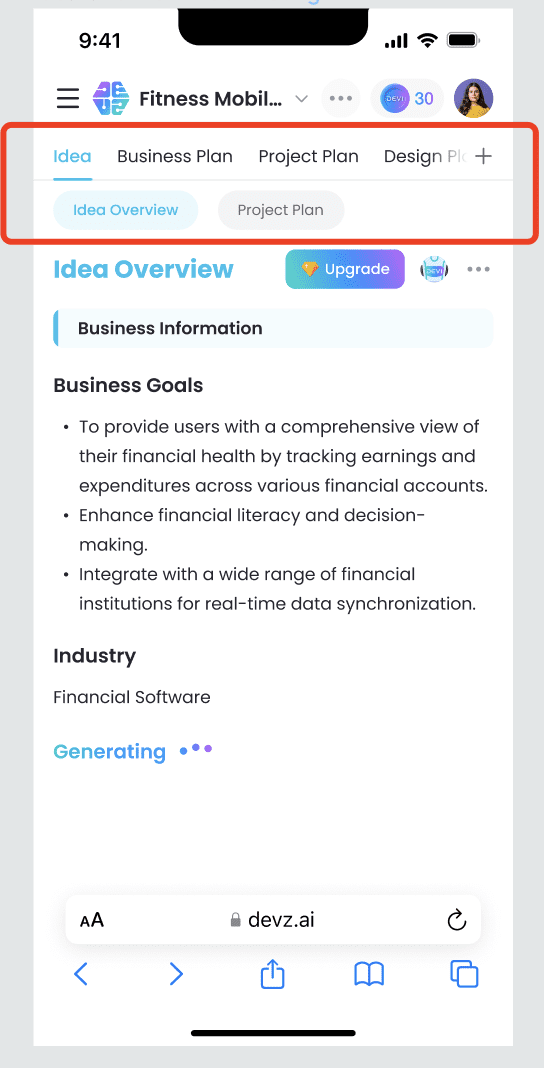 9:41
Fitness Mobil... DEVII 30
Idea Business Plan Project Plan Design Pl
Idea Overview Project Plan
Idea Overview Upgrade
Business Information
Business Goals
• To provide users with a comprehensive view of
their financial health by tracking earnings and
expenditures across various financial accounts.
• Enhance financial literacy and decision-
making.
• Integrate with a wide range of financial
institutions for real-time data synchronization.
Industry
Financial Software
Generating
AA devz.ai